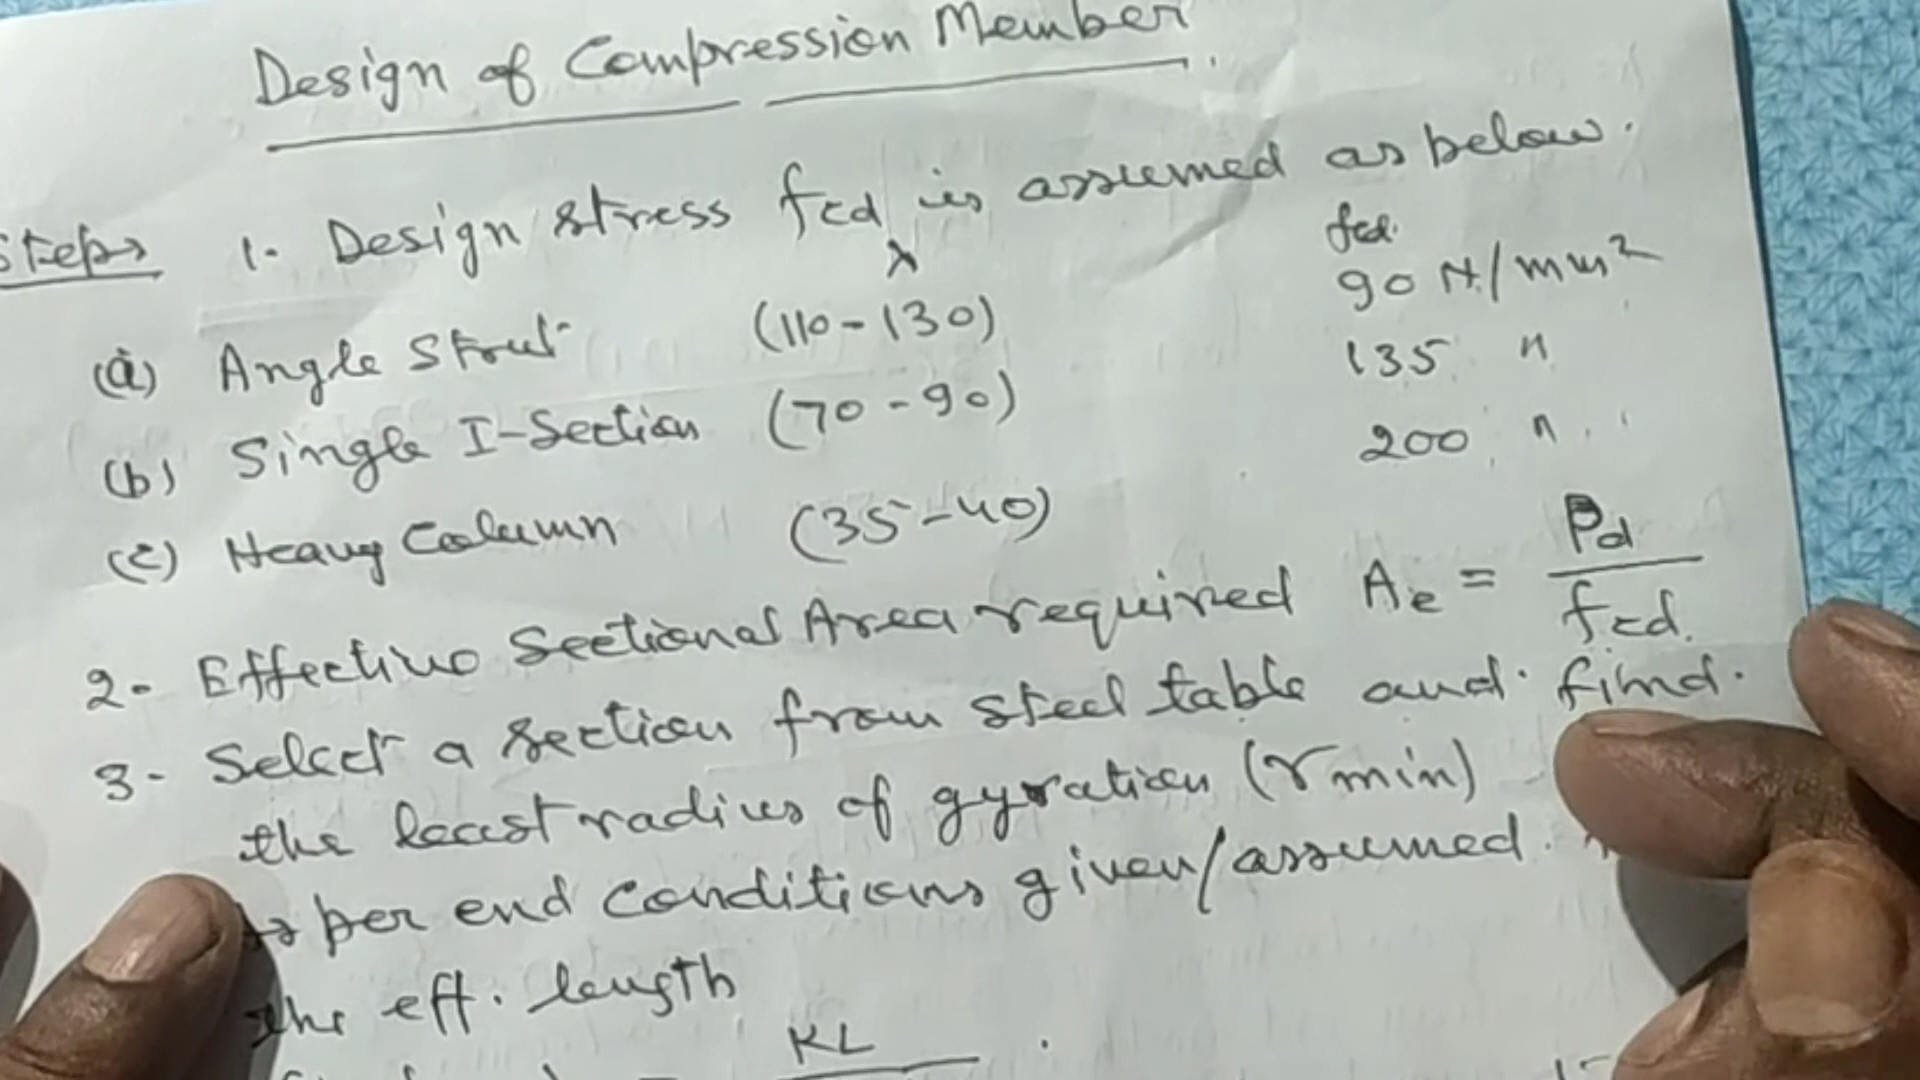 Design of Compression Member
Steps 1. Design stress fcd is assumed as below.
λ fcd
(a) Angle Strut (110-130) 90 N/mm²
(b) Single I-Section (70-90) 135 "
(c) Heavy Column (35-40) 200 "
2- Effective Sectional Area required Ae = Pd / fcd.
3- Select a section from steel table and find.
the least radius of gyration (rmin)
per end conditions given/assumed.
the eff. length
KL